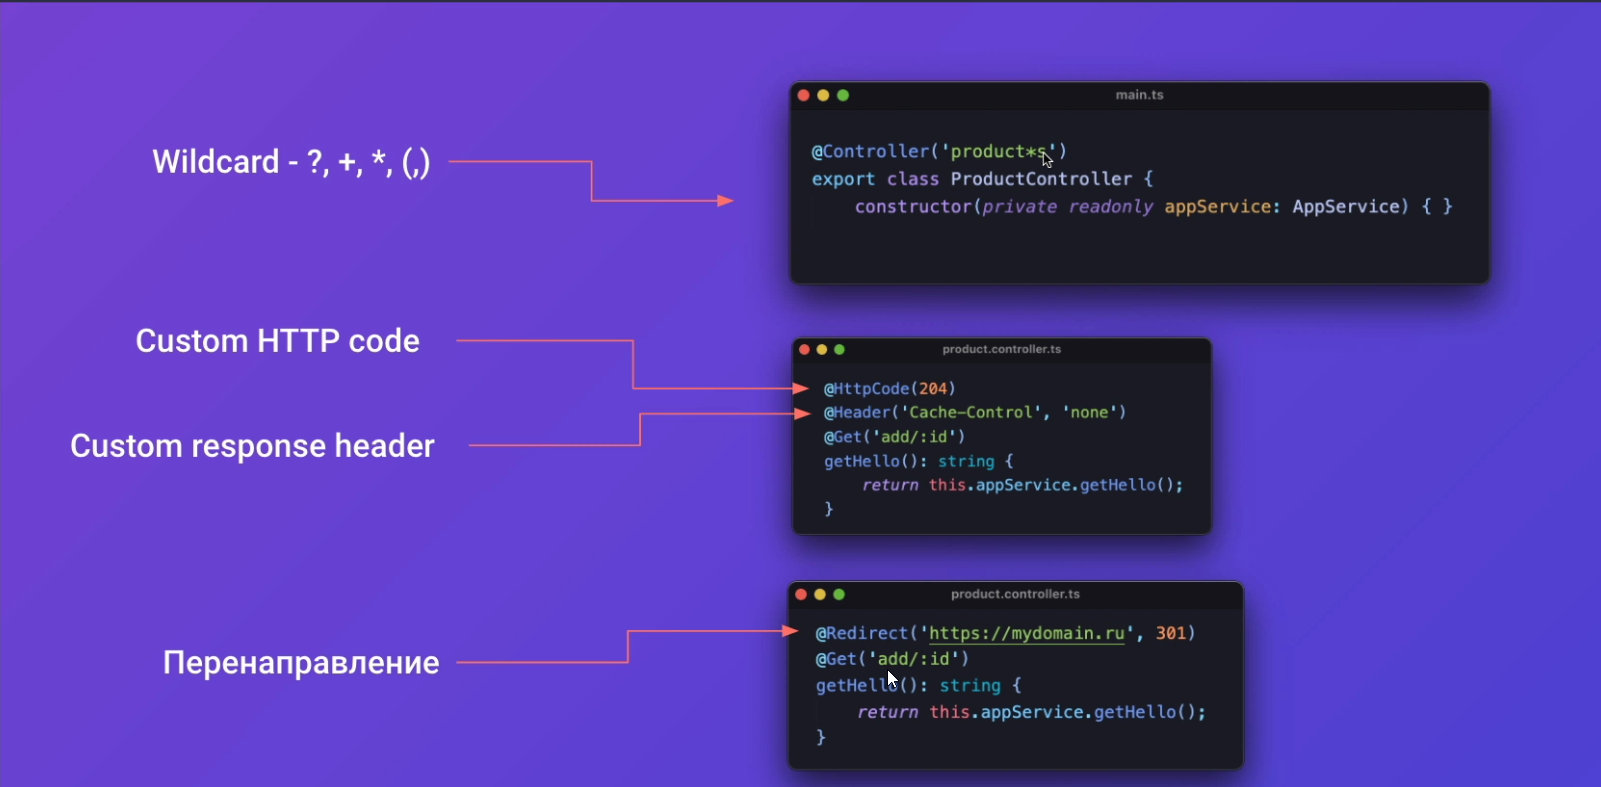 Wildcard - ?, +, *, (,)
main.ts
@Controller('product*s')
export class ProductController {
constructor(private readonly appService: AppService) { }
Custom HTTP code
Custom response header
product.controller.ts
@HttpCode(204)
@Header('Cache-Control', 'none')
@Get('add/:id')
getHello(): string {
return this.appService.getHello();
}
Перенаправление
product.controller.ts
@Redirect('https://mydomain.ru', 301)
@Get('add/:id')
getHello(): string {
return this.appService.getHello();
}